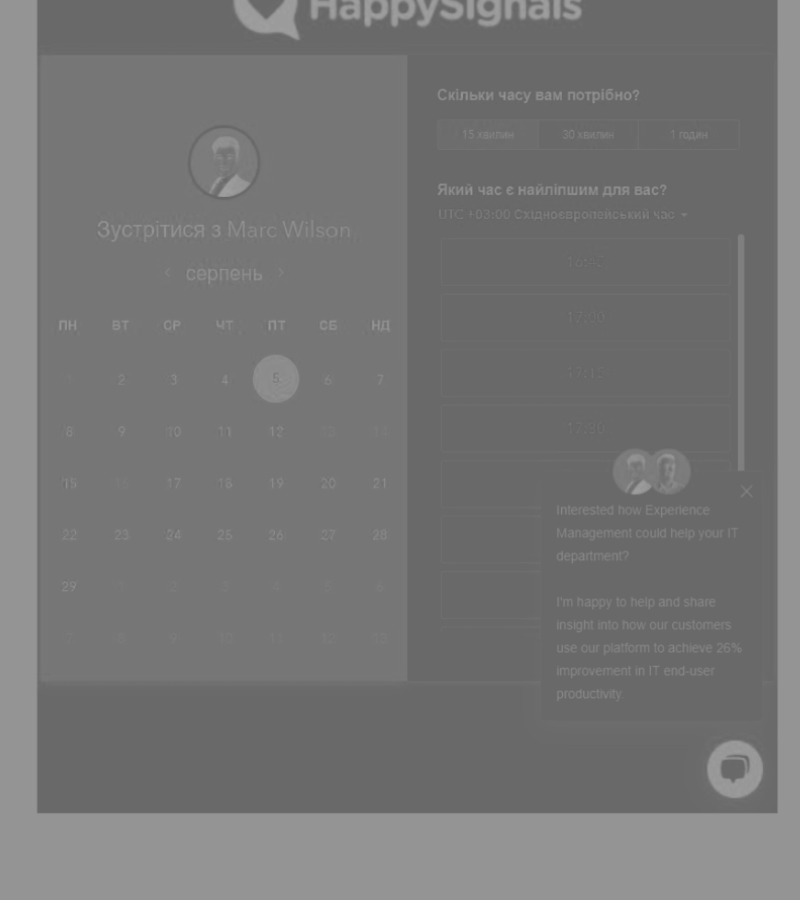 HappySignals
Зустрітися з Marc Wilson
серпень
ПН ВТ СР ЧТ ПТ СБ НД
1 2 3 4 5 6 7
8 9 10 11 12 13 14
15 16 17 18 19 20 21
22 23 24 25 26 27 28
29 1 2 3 4 5 6
7 8 9 10 11 12 13
Скільки часу вам потрібно?
15 хвилин 30 хвилин 1 годин
Який час є найліпшим для вас?
UTC +03:00 Східноєвропейський час
16:45
17:00
17:15
17:30
Interested how Experience
Management could help your IT
department?
I'm happy to help and share
insight into how our customers
use our platform to achieve 26%
improvement in IT end-user
productivity.